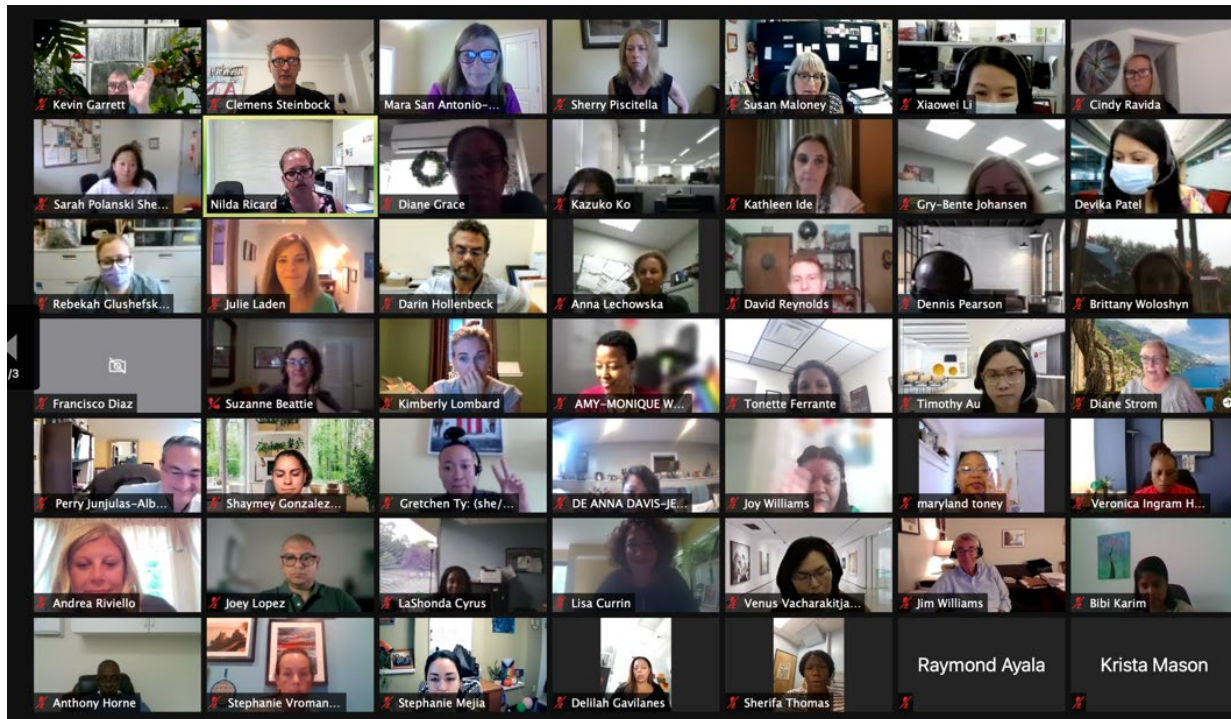 Kevin Garrett
Clemens Steinbock
Mara San Antonio-...
Sherry Piscitella
Susan Maloney
Xiaowei Li
Cindy Ravida
Sarah Polanski She...
Nilda Ricard
Diane Grace
Kazuko Ko
Kathleen Ide
Gry-Bente Johansen
Devika Patel
Rebekah Glushefsk...
Julie Laden
Darin Hollenbeck
Anna Lechowska
David Reynolds
Dennis Pearson
Brittany Woloshyn
/3
Francisco Diaz
Suzanne Beattie
Kimberly Lombard
AMY-MONIQUE W...
Tonette Ferrante
Timothy Au
Diane Strom
Perry Junjulas-Alb...
Shaymey Gonzalez...
Gretchen Ty: (she/...
DE ANNA DAVIS-JE...
Joy Williams
maryland toney
Veronica Ingram H...
Andrea Riviello
Joey Lopez
LaShonda Cyrus
Lisa Currin
Venus Vacharakitja...
Jim Williams
Bibi Karim
Anthony Horne
Stephanie Vroman...
Stephanie Mejia
Delilah Gavilanes
Sherifa Thomas
Raymond Ayala
Krista Mason